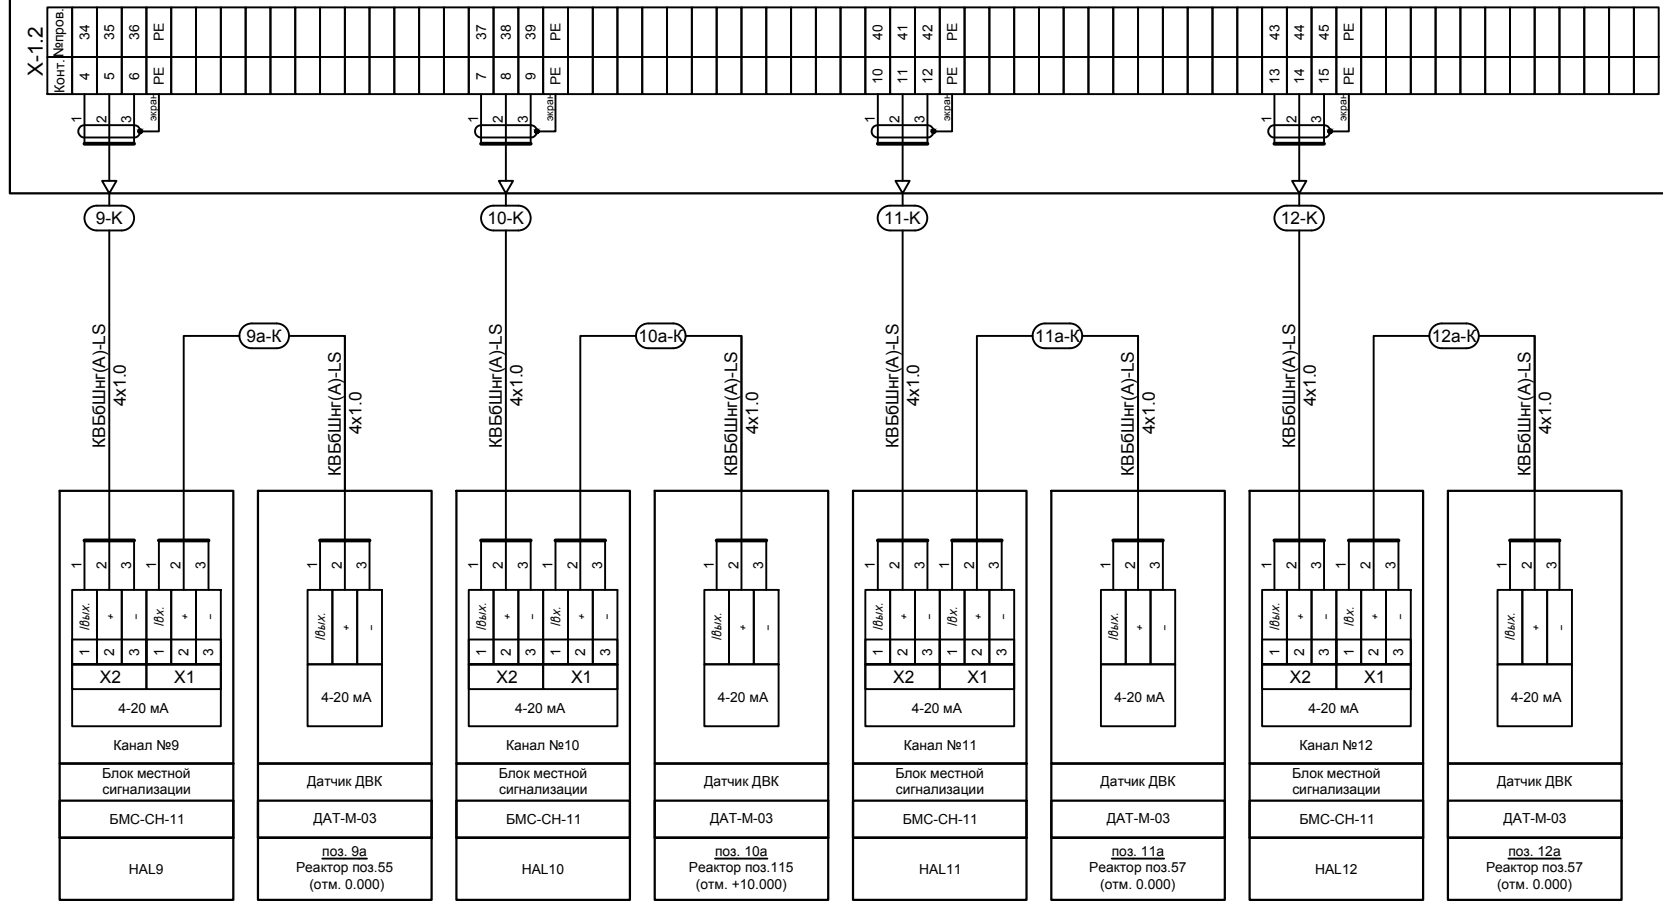 X-1.2
№пров. 34 35 36 PE 37 38 39 PE 40 41 42 PE 43 44 45 PE
Конт. 4 5 6 PE 7 8 9 PE 10 11 12 PE 13 14 15 PE
1 2 3 экран 1 2 3 экран 1 2 3 экран 1 2 3 экран
9-К 10-К 11-К 12-К
9а-К 10а-К 11а-К 12а-К
КВБбШнг(А)-LS
4х1.0
КВБбШнг(А)-LS
4х1.0
КВБбШнг(А)-LS
4х1.0
КВБбШнг(А)-LS
4х1.0
КВБбШнг(А)-LS
4х1.0
КВБбШнг(А)-LS
4х1.0
КВБбШнг(А)-LS
4х1.0
КВБбШнг(А)-LS
4х1.0
1 2 3 1 2 3 1 2 3 1 2 3 1 2 3 1 2 3 1 2 3 1 2 3 1 2 3 1 2 3 1 2 3 1 2 3
Iвых. + - Iвх. + - Iвых. + - Iвых. + - Iвх. + - Iвых. + - Iвых. + - Iвх. + - Iвых. + - Iвых. + - Iвх. + - Iвых. + -
1 2 3 1 2 3 1 2 3 1 2 3 1 2 3 1 2 3 1 2 3 1 2 3
X2 X1 X2 X1 X2 X1 X2 X1
4-20 мА 4-20 мА 4-20 мА 4-20 мА 4-20 мА 4-20 мА 4-20 мА 4-20 мА
Канал №9 Канал №10 Канал №11 Канал №12
Блок местной сигнализации Датчик ДВК Блок местной сигнализации Датчик ДВК Блок местной сигнализации Датчик ДВК Блок местной сигнализации Датчик ДВК
БМС-СН-11 ДАТ-М-03 БМС-СН-11 ДАТ-М-03 БМС-СН-11 ДАТ-М-03 БМС-СН-11 ДАТ-М-03
HAL9
поз. 9а
Реактор поз.55
(отм. 0.000)
HAL10
поз. 10а
Реактор поз.115
(отм. +10.000)
HAL11
поз. 11а
Реактор поз.57
(отм. 0.000)
HAL12
поз. 12а
Реактор поз.57
(отм. 0.000)